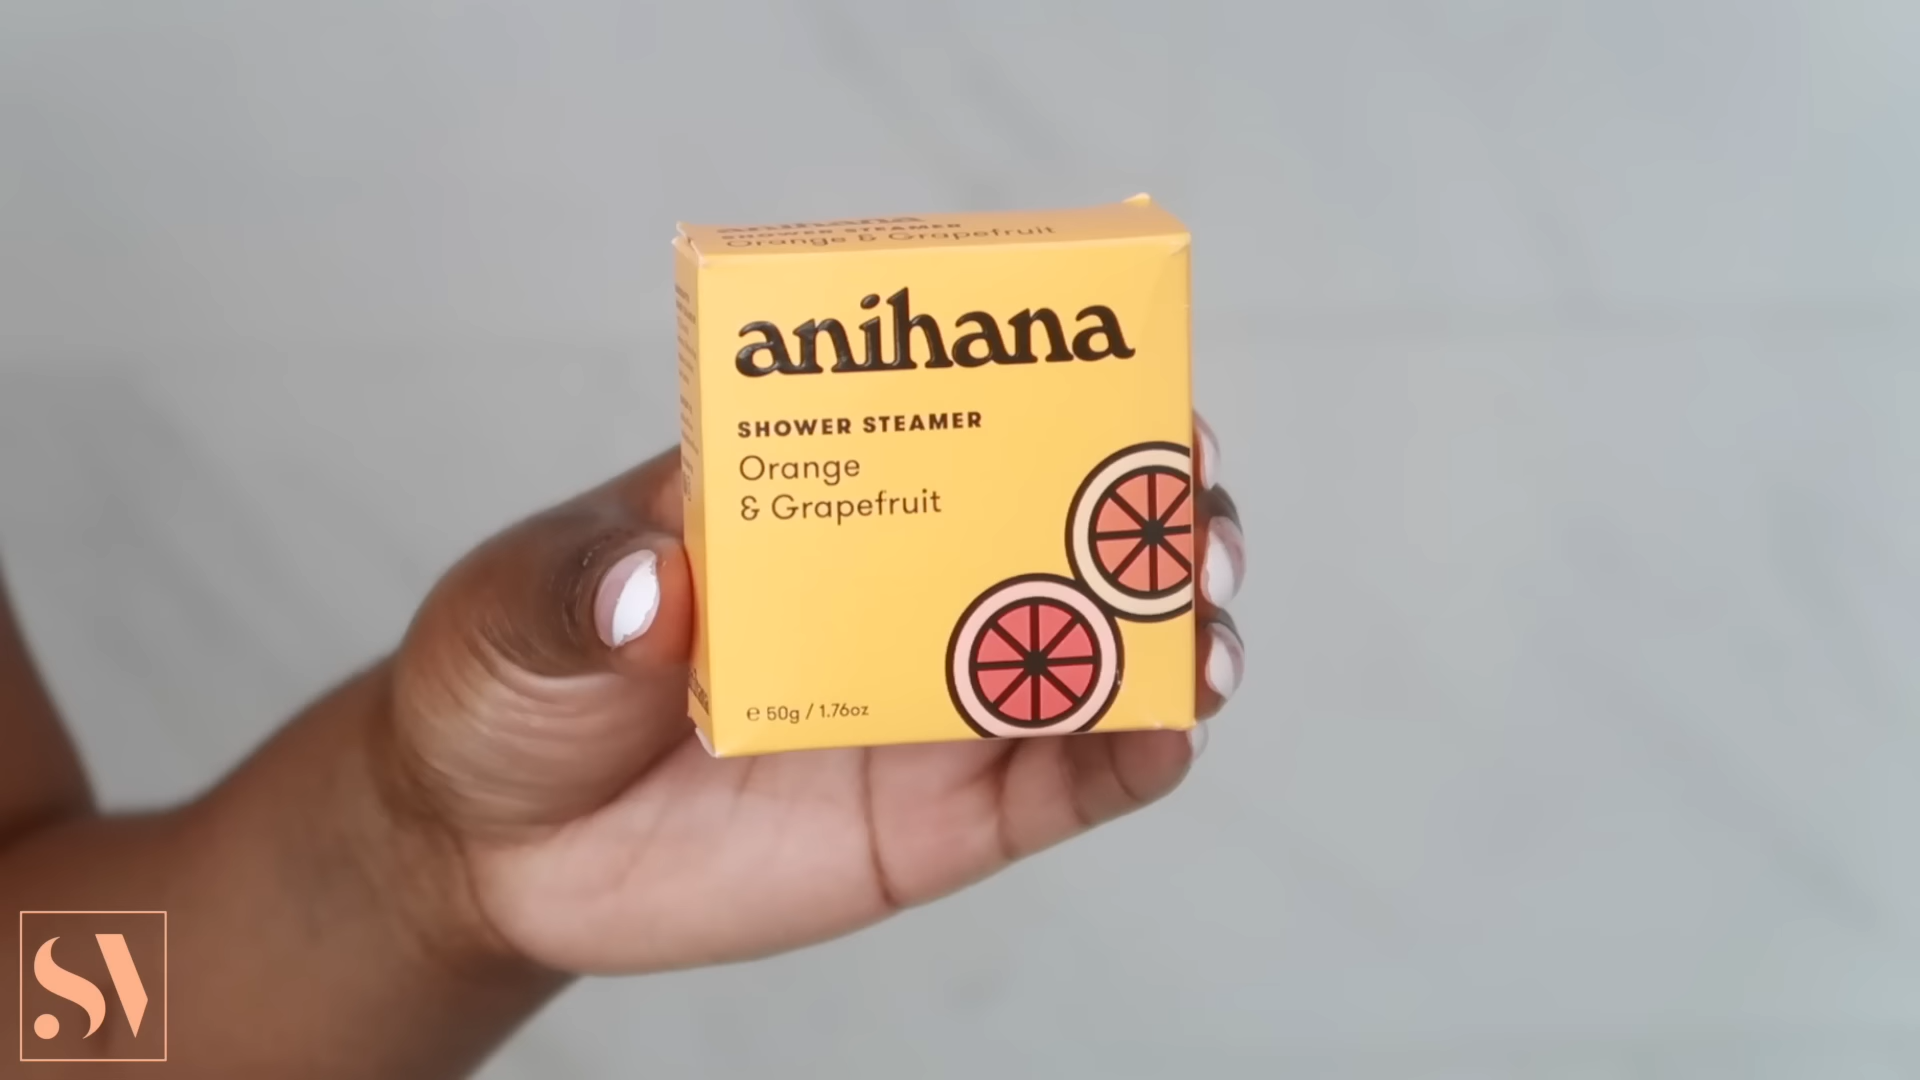 anihana
SHOWER STEAMER
Orange & Grapefruit
anihana
SHOWER STEAMER
Orange
& Grapefruit
e 50g / 1.76oz
SV